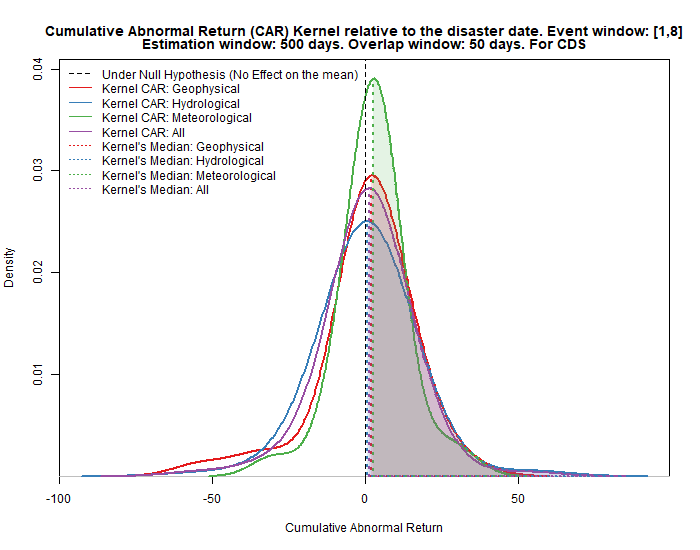 Cumulative Abnormal Return (CAR) Kernel relative to the disaster date. Event window: [1,8]
Estimation window: 500 days. Overlap window: 50 days. For CDS
Under Null Hypothesis (No Effect on the mean)
Kernel CAR: Geophysical
Kernel CAR: Hydrological
Kernel CAR: Meteorological
Kernel CAR: All
Kernel's Median: Geophysical
Kernel's Median: Hydrological
Kernel's Median: Meteorological
Kernel's Median: All
0.04
0.03
0.02
0.01
Density
-100
-50
0
50
Cumulative Abnormal Return